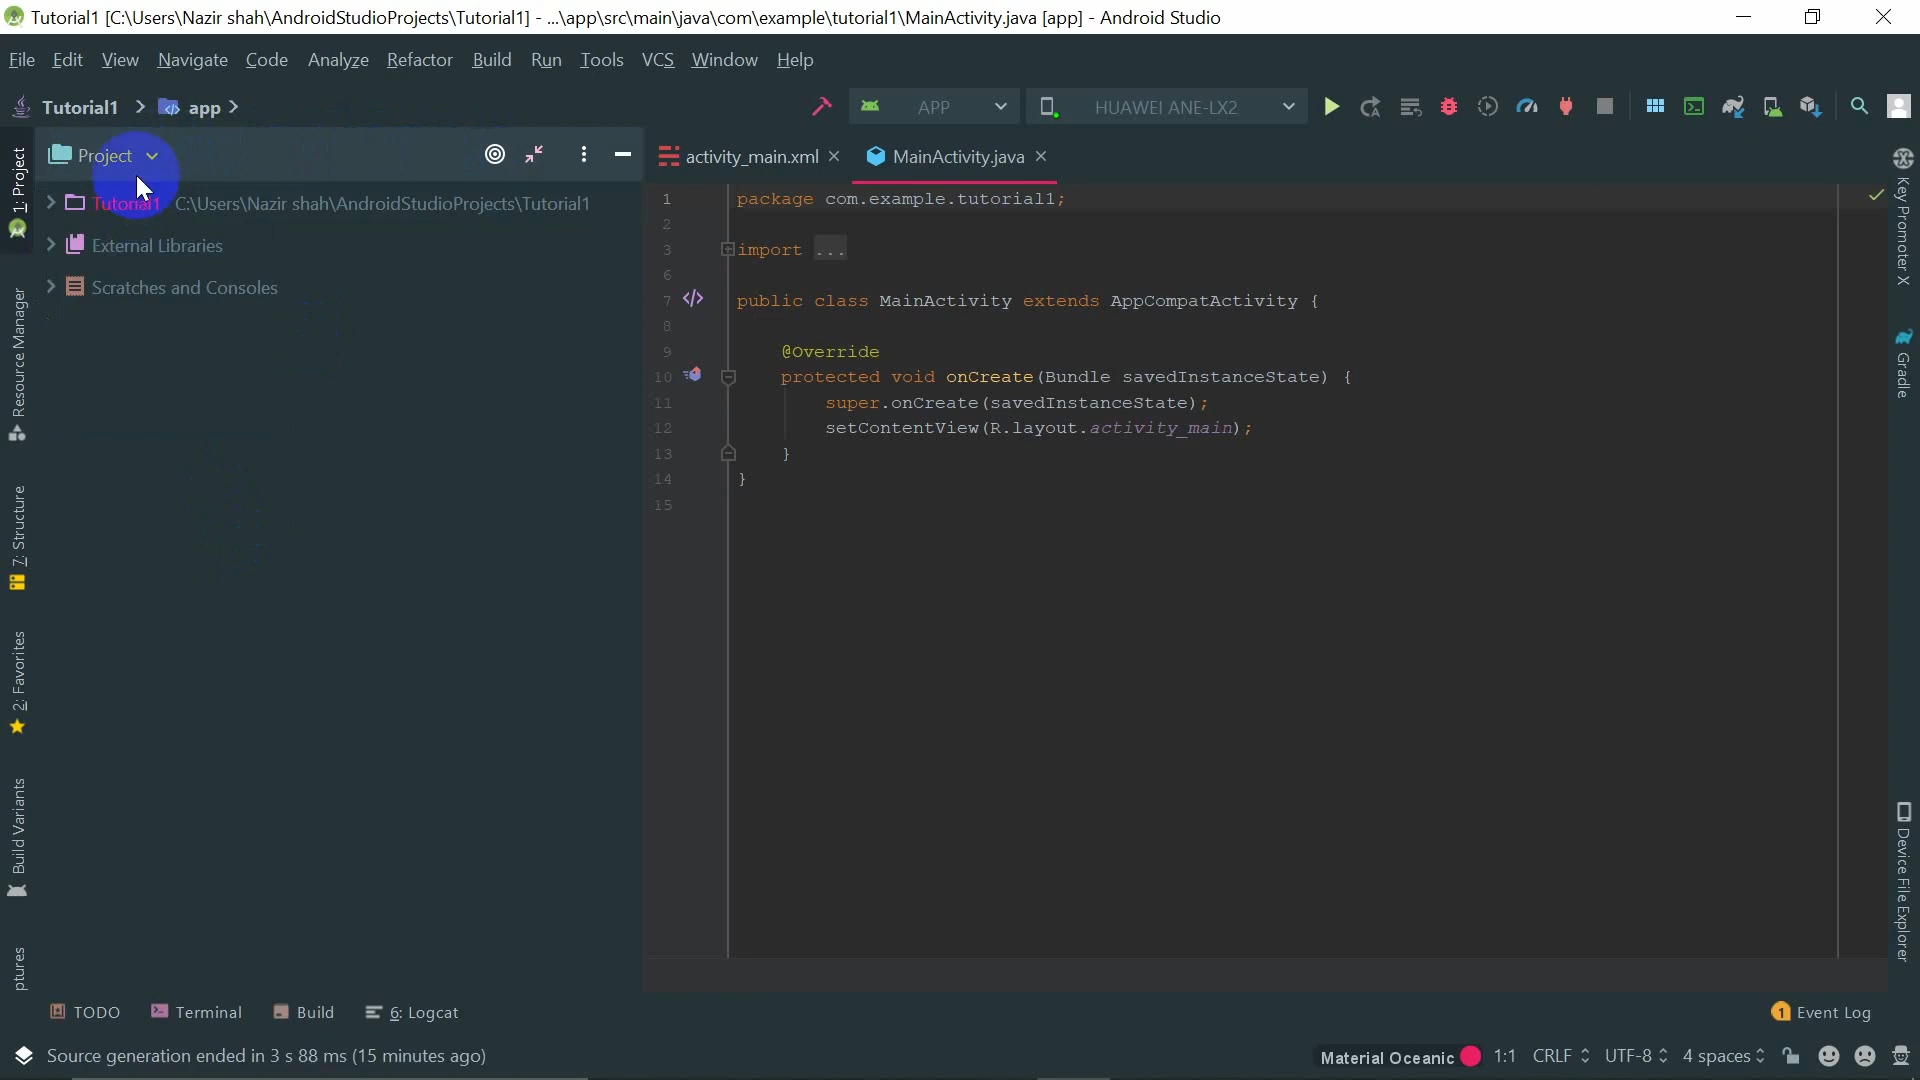 Tutorial1 [C:\Users\Nazir shah\AndroidStudioProjects\Tutorial1] - ...\app\src\main\java\com\example\tutorial1\MainActivity.java [app] - Android Studio
File Edit View Navigate Code Analyze Refactor Build Run Tools VCS Window Help
Tutorial1 app APP HUAWEI ANE-LX2
Project activity_main.xml MainActivity.java
Tutorial1 C:\Users\Nazir shah\AndroidStudioProjects\Tutorial1
External Libraries
Scratches and Consoles
1: Project
Resource Manager
7: Structure
2: Favorites
Build Variants
ptures
1 package com.example.tutorial1;
2
3 import ...
6
7 public class MainActivity extends AppCompatActivity {
8
9 @Override
10 protected void onCreate(Bundle savedInstanceState) {
11 super.onCreate(savedInstanceState);
12 setContentView(R.layout.activity_main);
13 }
14 }
15
Key Promoter X
Gradle
Device File Explorer
TODO Terminal Build 6: Logcat 1 Event Log
Source generation ended in 3 s 88 ms (15 minutes ago) Material Oceanic 1:1 CRLF UTF-8 4 spaces